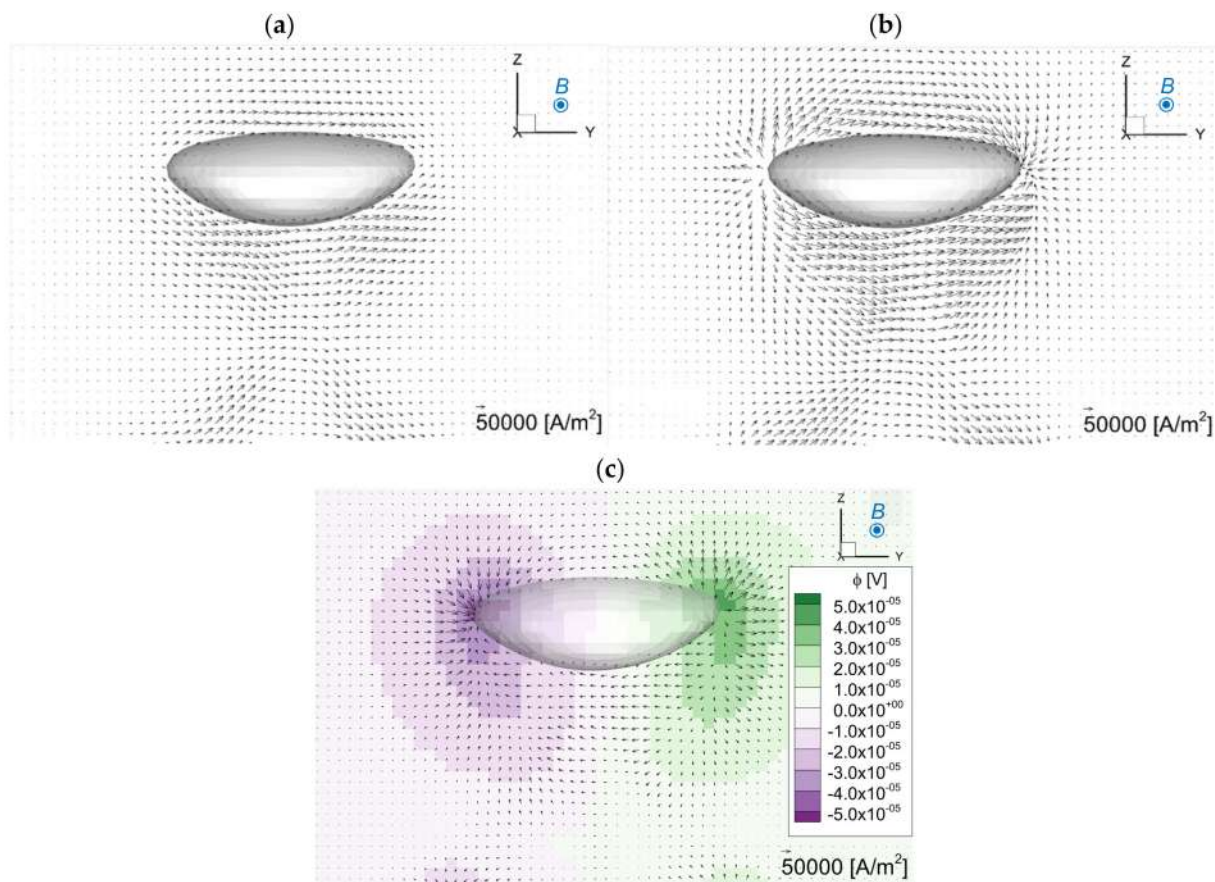 (a)
(b)
Z
B
X
Y
50000 [A/m²]
Z
B
X
Y
50000 [A/m²]
(c)
Z
B
X
Y
ϕ [V]
5.0x10⁻⁰⁵
4.0x10⁻⁰⁵
3.0x10⁻⁰⁵
2.0x10⁻⁰⁵
1.0x10⁻⁰⁵
0.0x10⁺⁰⁰
-1.0x10⁻⁰⁵
-2.0x10⁻⁰⁵
-3.0x10⁻⁰⁵
-4.0x10⁻⁰⁵
-5.0x10⁻⁰⁵
50000 [A/m²]